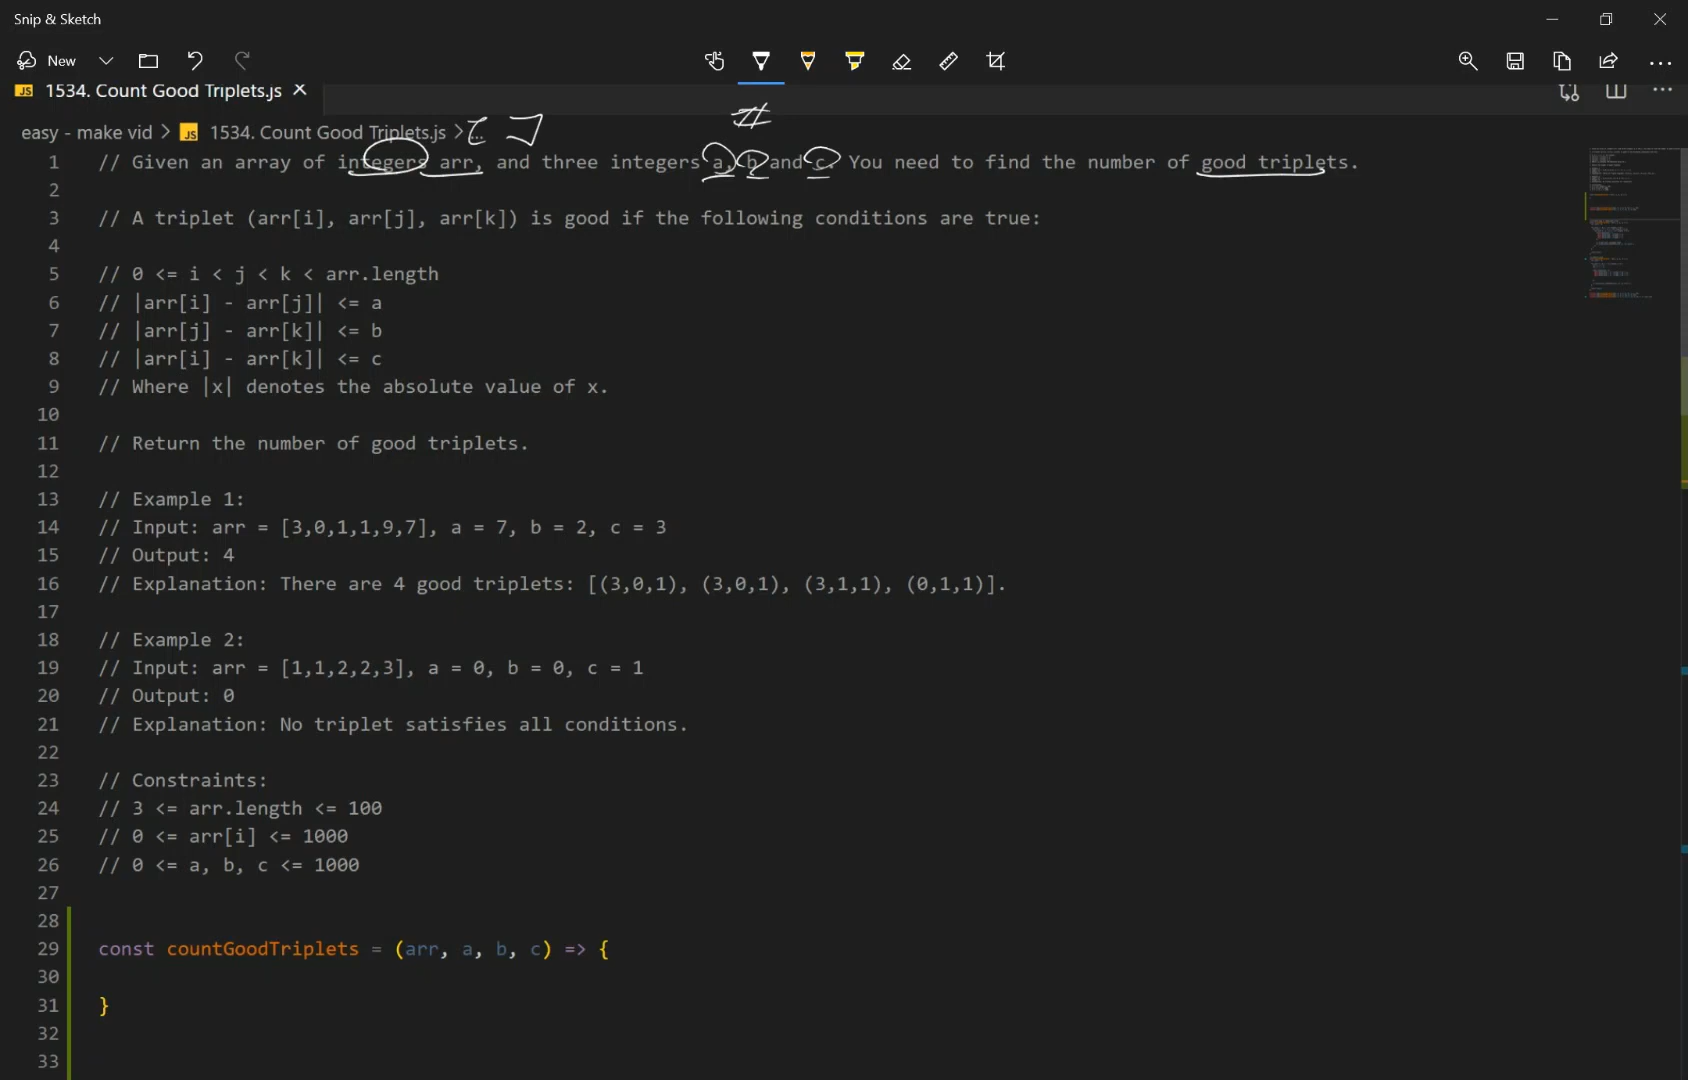 Snip & Sketch
New
JS 1534. Count Good Triplets.js
easy - make vid > JS 1534. Count Good Triplets.js > ...
[ ] #
1 // Given an array of integers arr, and three integers a, b and c. You need to find the number of good triplets.
2
3 // A triplet (arr[i], arr[j], arr[k]) is good if the following conditions are true:
4
5 // 0 <= i < j < k < arr.length
6 // |arr[i] - arr[j]| <= a
7 // |arr[j] - arr[k]| <= b
8 // |arr[i] - arr[k]| <= c
9 // Where |x| denotes the absolute value of x.
10
11 // Return the number of good triplets.
12
13 // Example 1:
14 // Input: arr = [3,0,1,1,9,7], a = 7, b = 2, c = 3
15 // Output: 4
16 // Explanation: There are 4 good triplets: [(3,0,1), (3,0,1), (3,1,1), (0,1,1)].
17
18 // Example 2:
19 // Input: arr = [1,1,2,2,3], a = 0, b = 0, c = 1
20 // Output: 0
21 // Explanation: No triplet satisfies all conditions.
22
23 // Constraints:
24 // 3 <= arr.length <= 100
25 // 0 <= arr[i] <= 1000
26 // 0 <= a, b, c <= 1000
27
28
29 const countGoodTriplets = (arr, a, b, c) => {
30
31 }
32
33